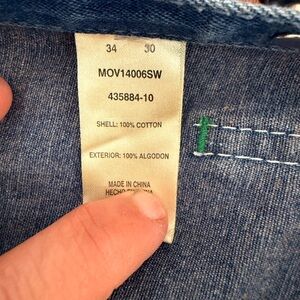 34 30
MOV14006SW
435884-10
SHELL: 100% COTTON
EXTERIOR: 100% ALGODON
MADE IN CHINA
HECHO